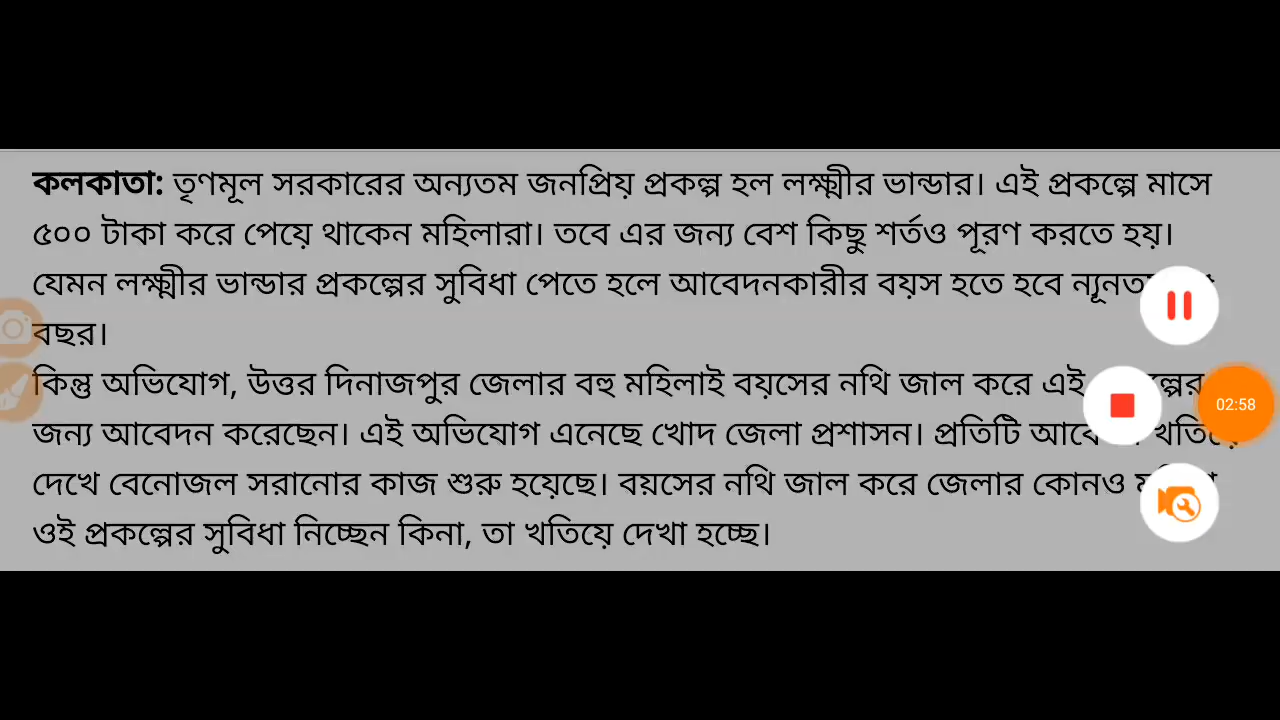 কলকাতা: তৃণমূল সরকারের অন্যতম জনপ্রিয় প্রকল্প হল লক্ষ্মীর ভান্ডার। এই প্রকল্পে মাসে
৫০০ টাকা করে পেয়ে থাকেন মহিলারা। তবে এর জন্য বেশ কিছু শর্তও পূরণ করতে হয়।
যেমন লক্ষ্মীর ভান্ডার প্রকল্পের সুবিধা পেতে হলে আবেদনকারীর বয়স হতে হবে
বছর।
কিন্তু অভিযোগ, উত্তর দিনাজপুর জেলার বহু মহিলাই বয়সের নথি জাল করে এই
জন্য আবেদন করেছেন। এই অভিযোগ এনেছে খোদ জেলা প্রশাসন। প্রতিটি খতিয়ে
দেখে বেনোজল সরানোর কাজ শুরু হয়েছে। বয়সের নথি জাল করে জেলার কোনও
ওই প্রকল্পের সুবিধা নিচ্ছেন কিনা, তা খতিয়ে দেখা হচ্ছে।
02:58